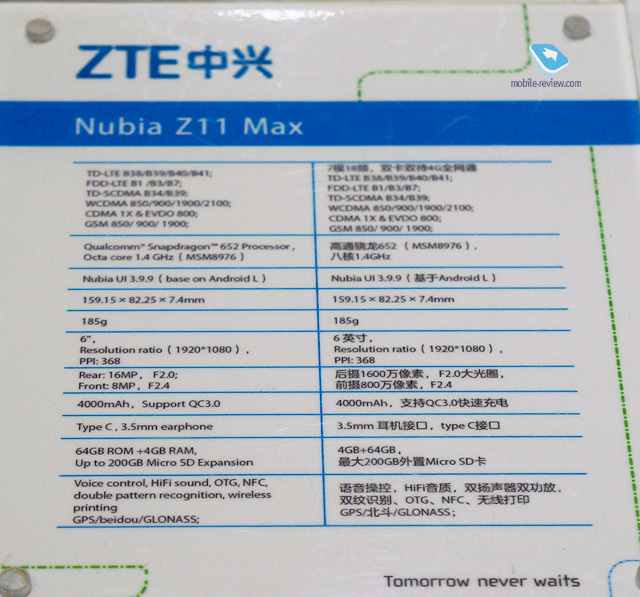 ZTE中兴
mobile-review.com
Nubia Z11 Max
TD-LTE B38/B39/B40/B41;
FDD-LTE B1 /B3/B7;
TD-SCDMA B34/B39;
WCDMA 850/900/1900/2100;
CDMA 1X & EVDO 800;
GSM 850/ 900/ 1900;
7模18频，双卡双待4G全网通
TD-LTE B38/B39/B40/B41;
FDD-LTE B1/B3/B7;
TD-SCDMA B34/B39;
WCDMA 850/900/1900/2100;
CDMA 1X & EVDO 800;
GSM 850/ 900/ 1900;
Qualcomm® Snapdragon™ 652 Processor,
Octa core 1.4 GHz（MSM8976）
高通骁龙652 （MSM8976），
八核1.4GHz
Nubia UI 3.9.9（base on Android L）
Nubia UI 3.9.9（基于Android L）
159.15 × 82.25 × 7.4mm
159.15 × 82.25 × 7.4mm
185g
185g
6",
Resolution ratio（1920*1080），
PPI: 368
6 英寸，
Resolution ratio（1920*1080），
PPI: 368
Rear: 16MP， F2.0;
Front: 8MP，F2.4
后摄1600万像素， F2.0大光圈，
前摄800万像素，F2.4
4000mAh，Support QC3.0
4000mAh，支持QC3.0快速充电
Type C , 3.5mm earphone
3.5mm 耳机接口，type C接口
64GB ROM +4GB RAM,
Up to 200GB Micro SD Expansion
4GB+64GB，
最大200GB外置Micro SD卡
Voice control, HiFi sound, OTG, NFC,
double pattern recognition, wireless
printing
GPS/beidou/GLONASS;
语音操控，HiFi音质，双扬声器双功放，
双纹识别、OTG、NFC、无线打印
GPS/北斗/GLONASS;
Tomorrow never waits